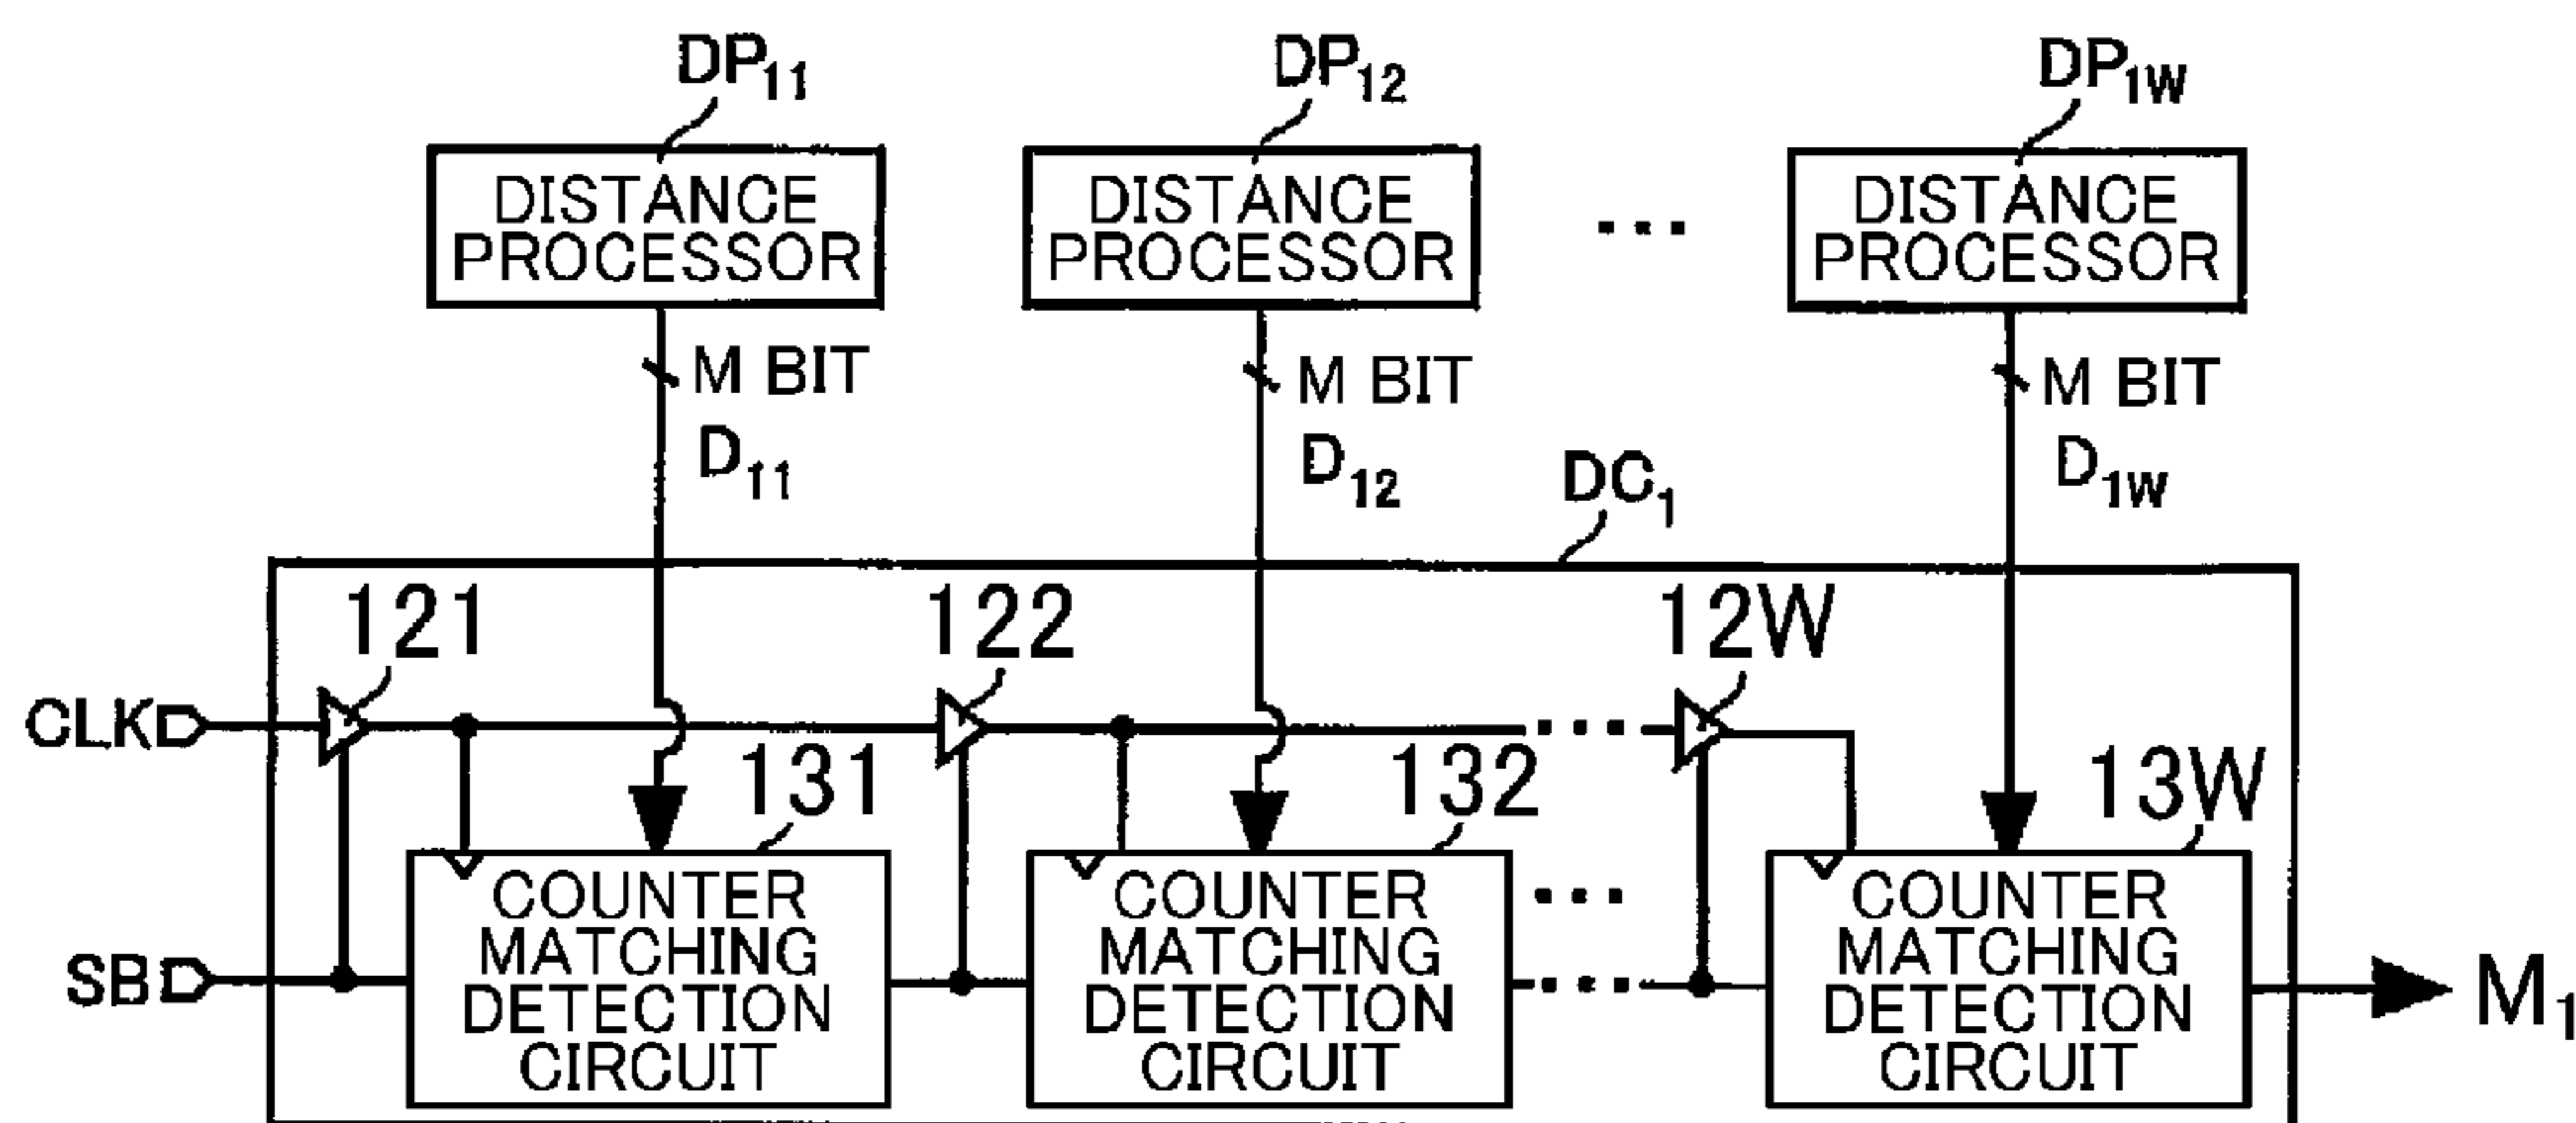 DP11 DP12 DP1W
DISTANCE PROCESSOR
DISTANCE PROCESSOR
...
DISTANCE PROCESSOR
M BIT
D11
M BIT
D12
M BIT
D1W
DC1
121
122
12W
CLK
...
131
132
13W
SB
COUNTER
MATCHING
DETECTION
CIRCUIT
COUNTER
MATCHING
DETECTION
CIRCUIT
...
...
COUNTER
MATCHING
DETECTION
CIRCUIT
M1